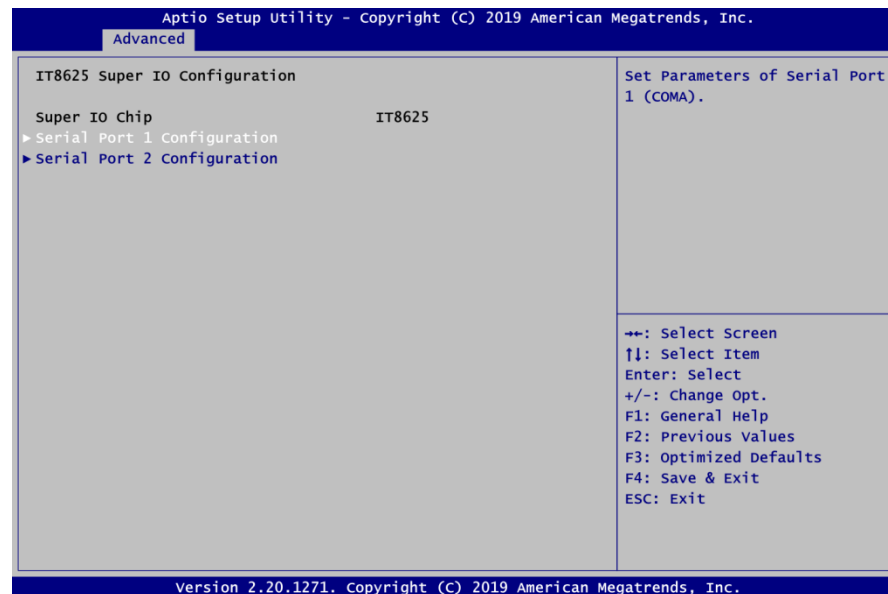 Aptio Setup Utility - Copyright (C) 2019 American Megatrends, Inc.
Advanced
IT8625 Super IO Configuration
Super IO Chip IT8625
▶ Serial Port 1 Configuration
▶ Serial Port 2 Configuration
Set Parameters of Serial Port
1 (COMA).
→←: Select Screen
↑↓: Select Item
Enter: Select
+/-: Change Opt.
F1: General Help
F2: Previous Values
F3: Optimized Defaults
F4: Save & Exit
ESC: Exit
Version 2.20.1271. Copyright (C) 2019 American Megatrends, Inc.